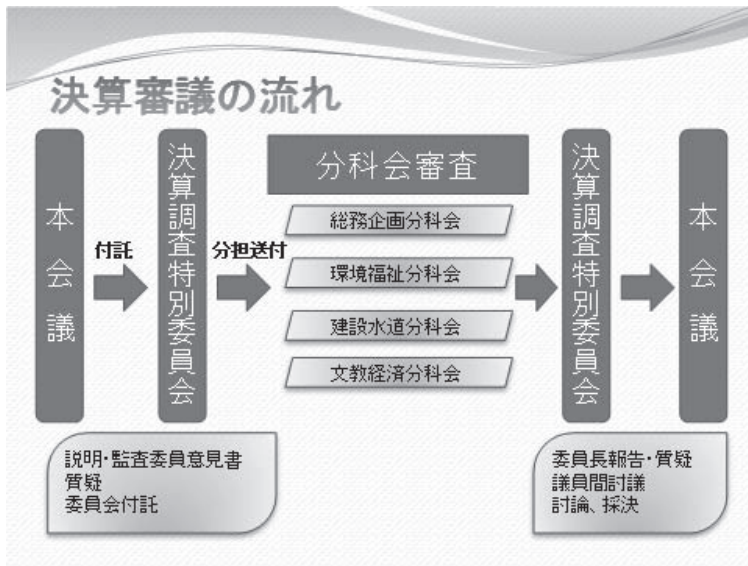 決算審議の流れ
本会議
付託
決算調査特別委員会
分担送付
分科会審査
総務企画分科会
環境福祉分科会
建設水道分科会
文教経済分科会
決算調査特別委員会
本会議
説明・監査委員意見書
質疑
委員会付託
委員長報告・質疑
議員間討議
討論、採決